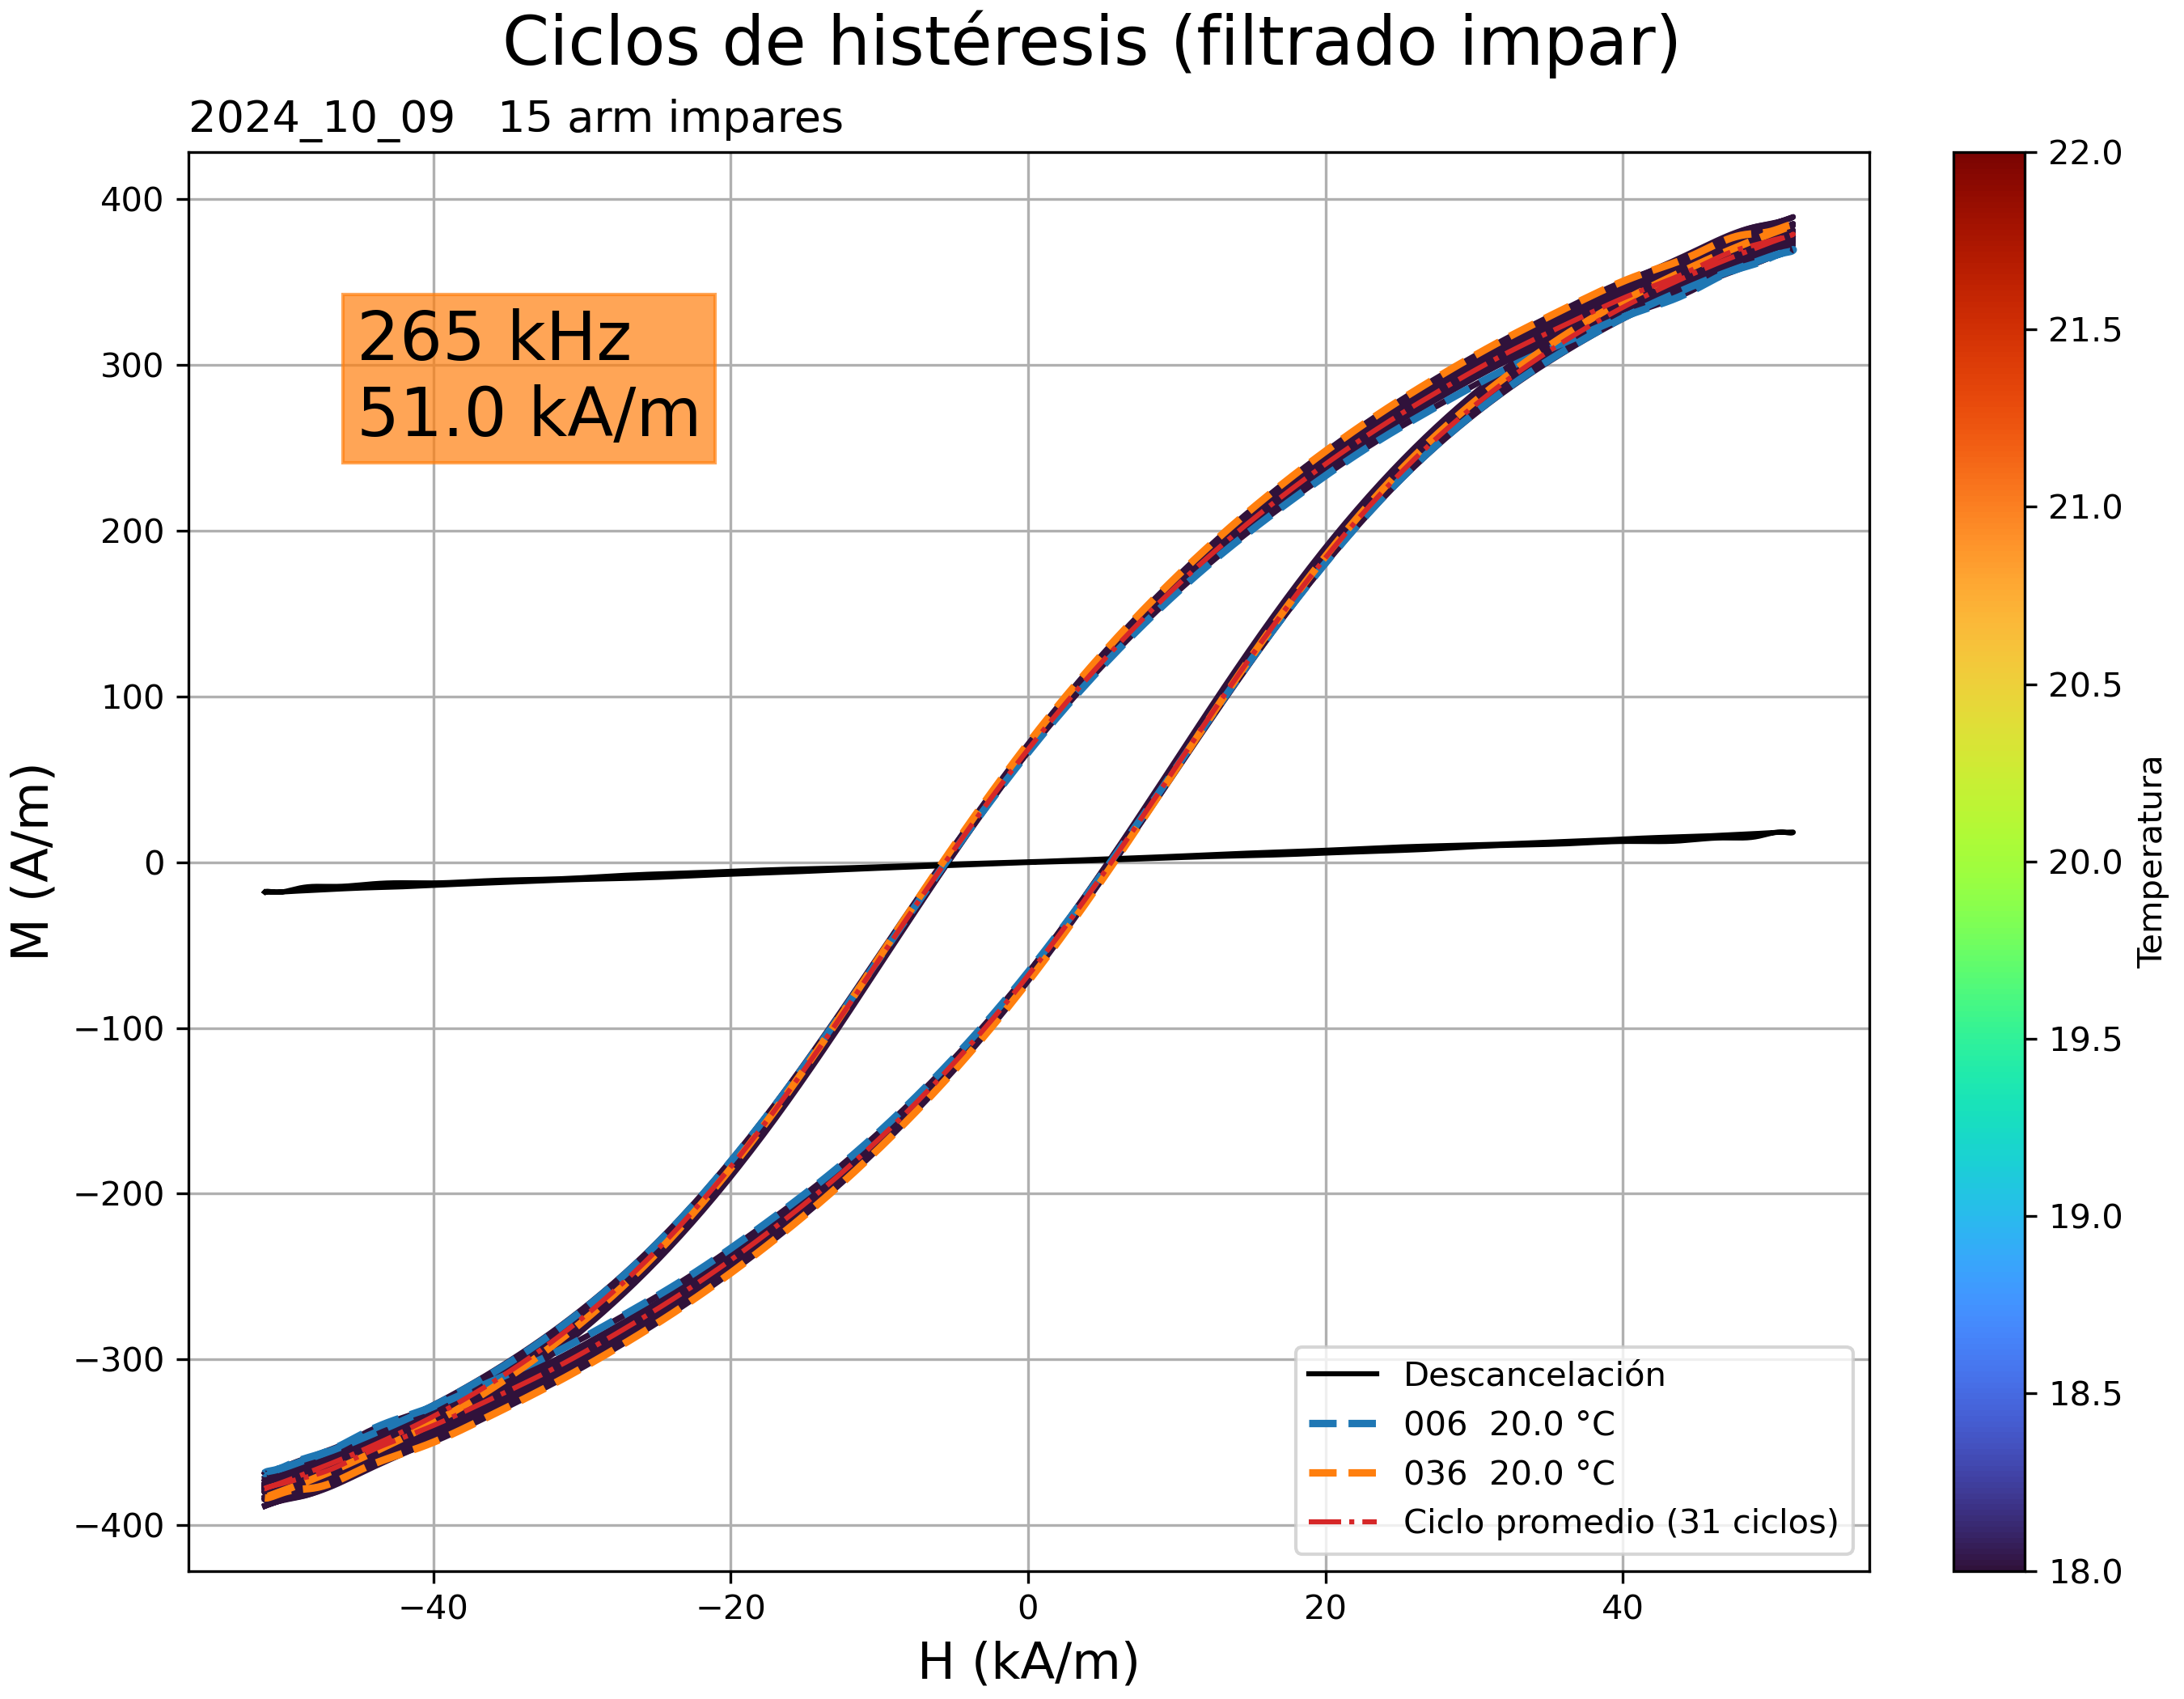 Ciclos de histéresis (filtrado impar)
2024_10_09   15 arm impares
265 kHz
51.0 kA/m
400
300
200
100
0
−100
−200
−300
−400
M (A/m)
−40
−20
0
20
40
H (kA/m)
Descancelación
006  20.0 °C
036  20.0 °C
Ciclo promedio (31 ciclos)
22.0
21.5
21.0
20.5
20.0
19.5
19.0
18.5
18.0
Temperatura